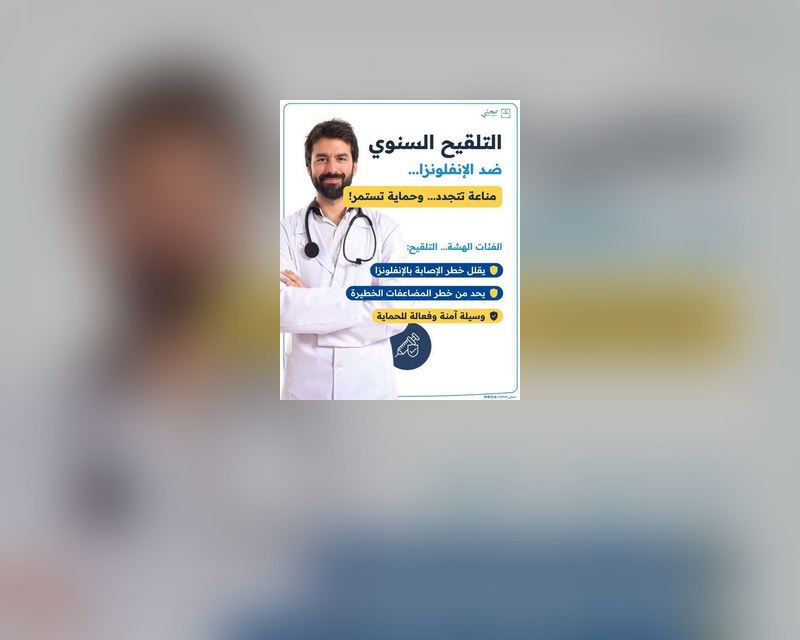 صحتي
التلقيح السنوي
ضد الإنفلونزا...
مناعة تتجدد... وحماية تستمر!
الفئات الهشة... التلقيح:
يقلل خطر الإصابة بالإنفلونزا
يحد من خطر المضاعفات الخطيرة
وسيلة آمنة وفعالة للحماية